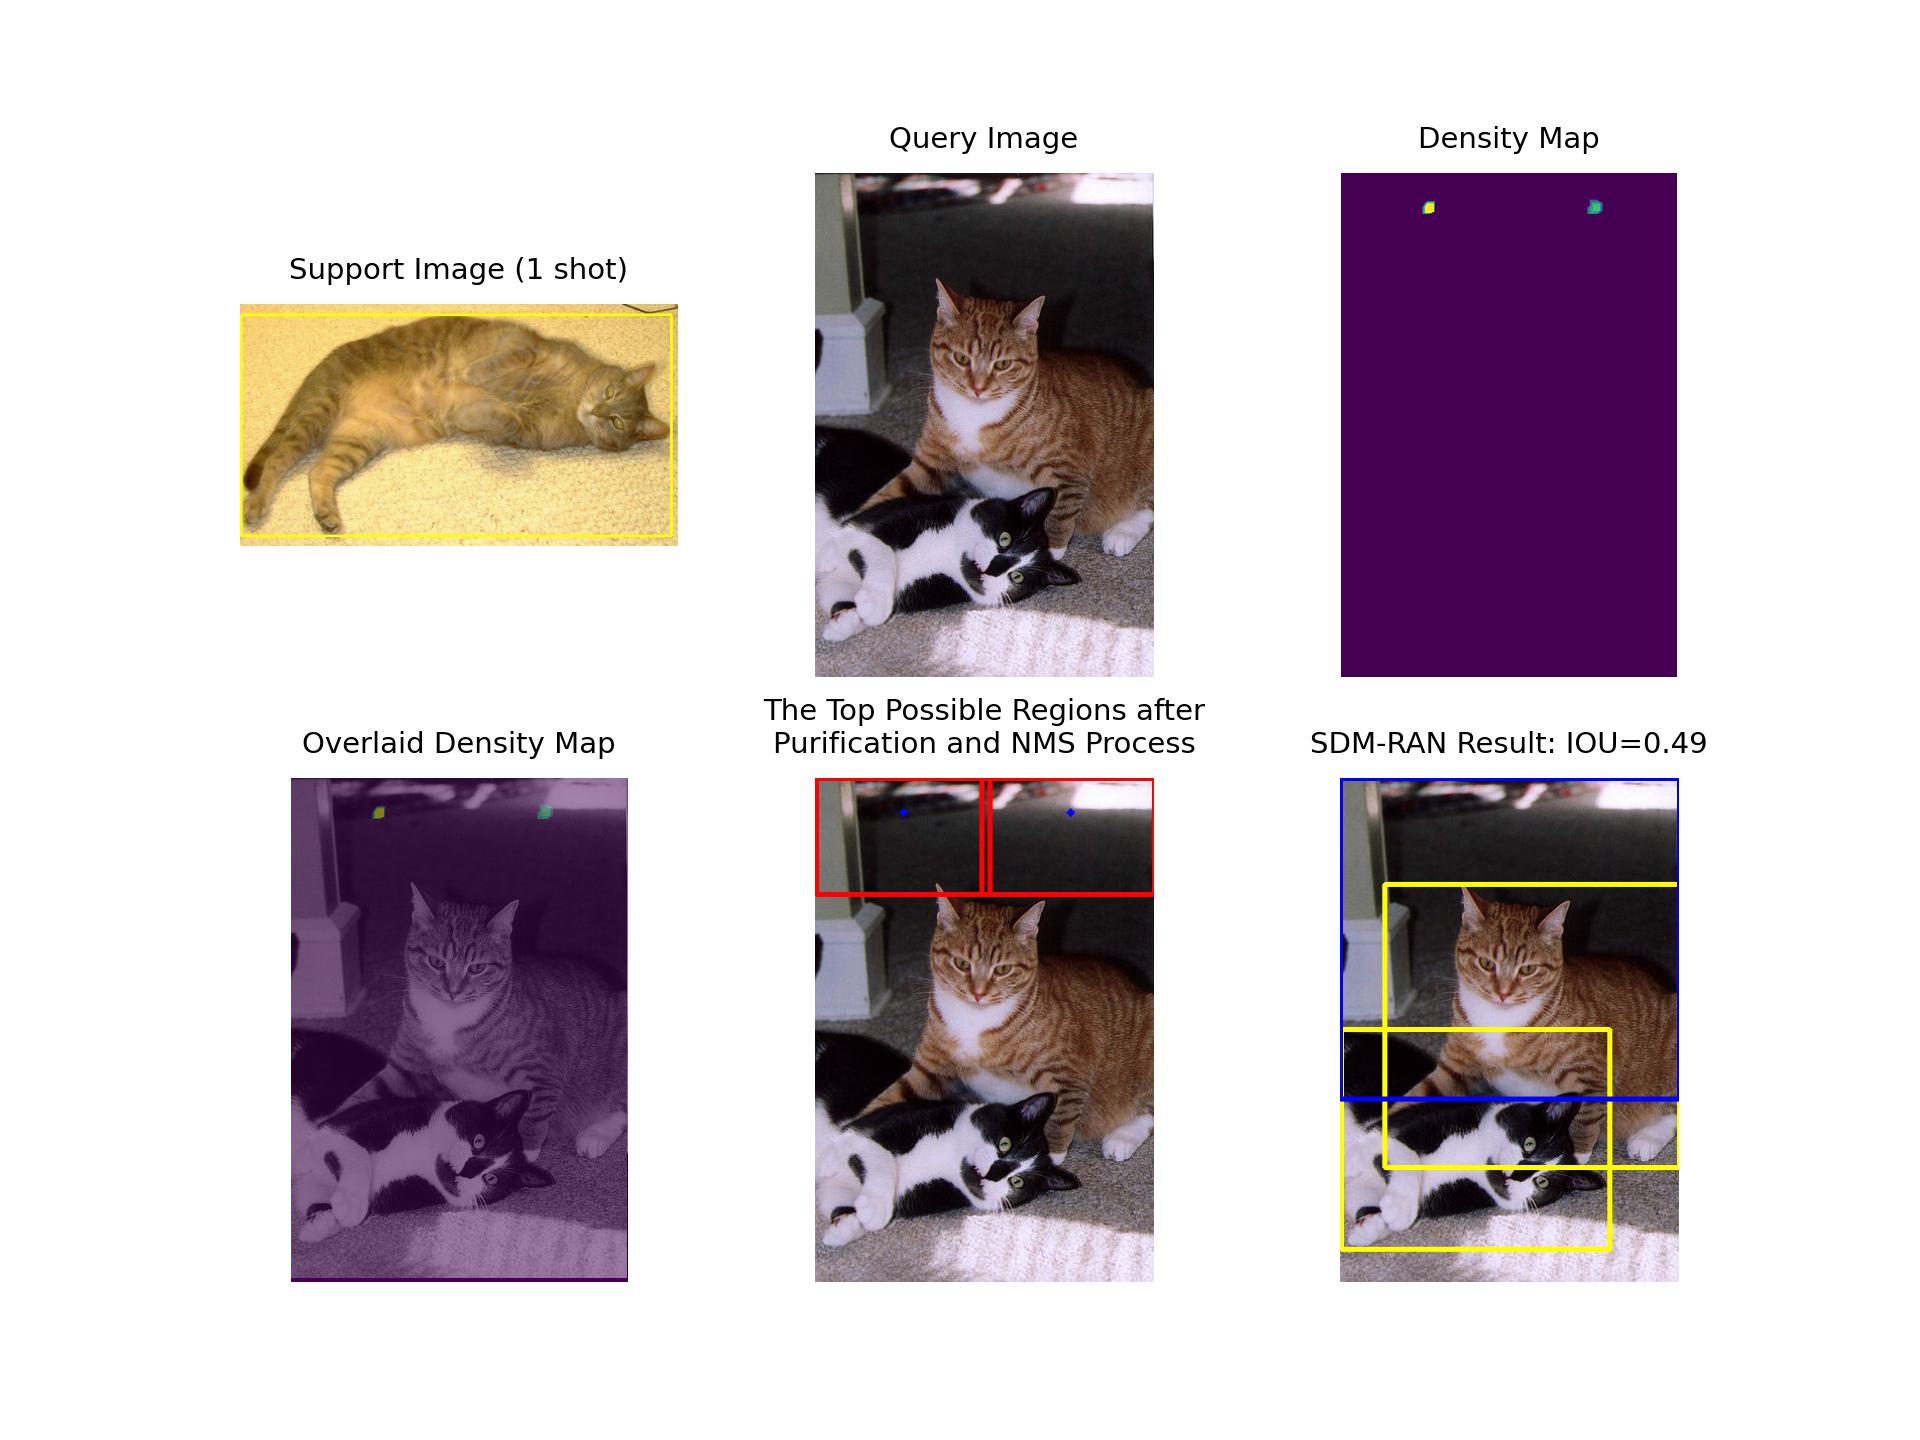 Query Image
Density Map
Support Image (1 shot)
The Top Possible Regions after
Purification and NMS Process
Overlaid Density Map
SDM-RAN Result: IOU=0.49